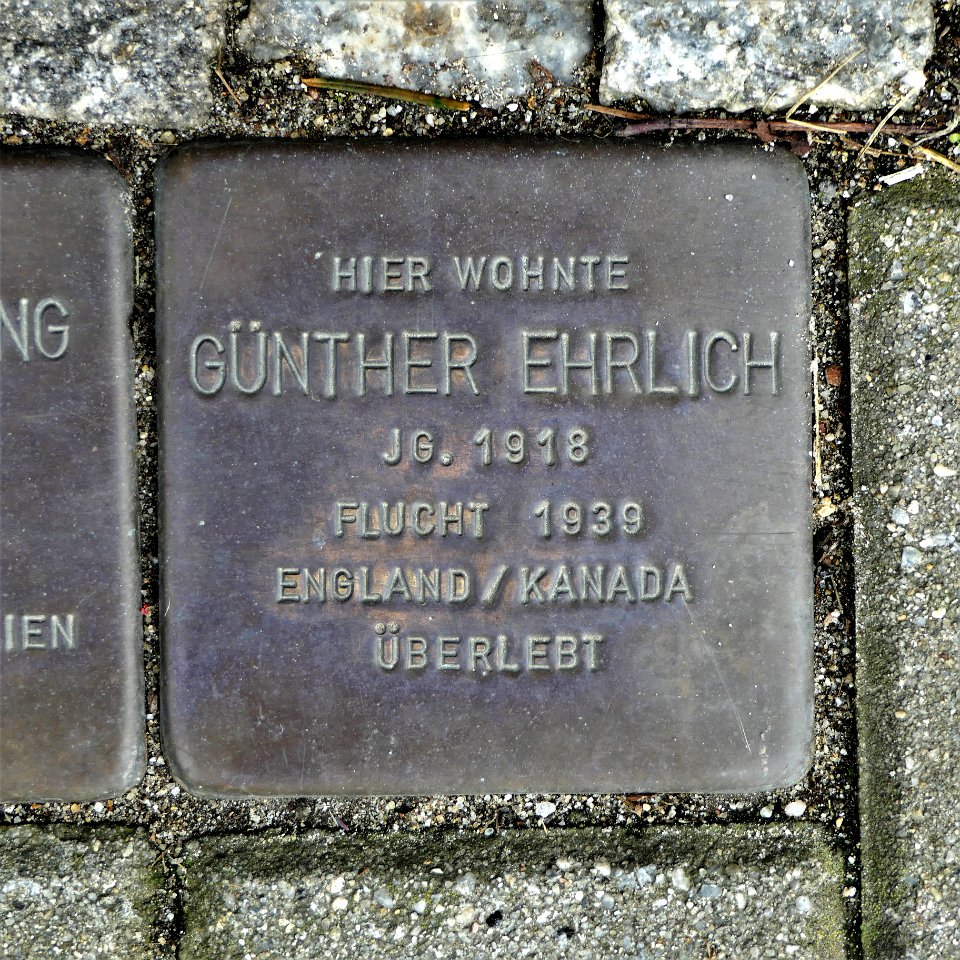 HIER WOHNTE
GÜNTHER EHRLICH
JG. 1918
FLUCHT 1939
ENGLAND/KANADA
ÜBERLEBT